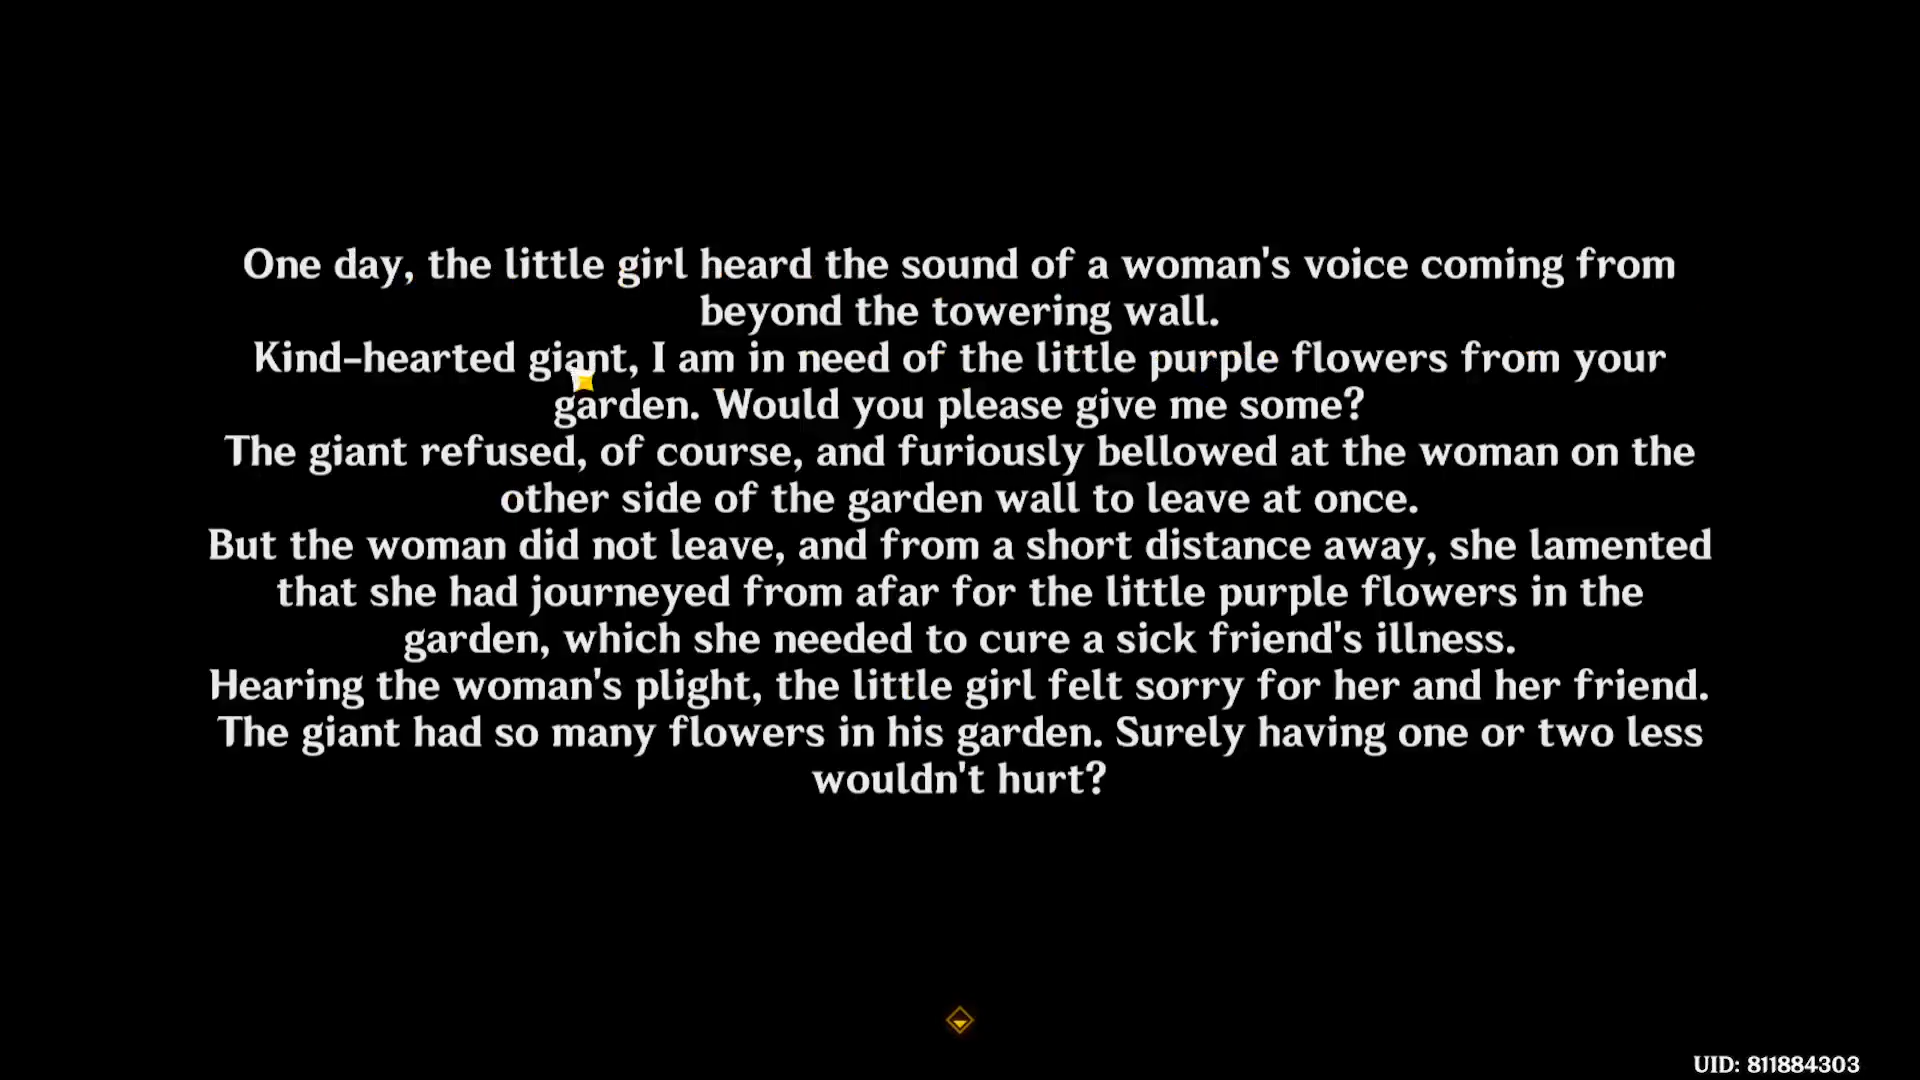 One day, the little girl heard the sound of a woman's voice coming from
beyond the towering wall.
Kind-hearted giant, I am in need of the little purple flowers from your
garden. Would you please give me some?
The giant refused, of course, and furiously bellowed at the woman on the
other side of the garden wall to leave at once.
But the woman did not leave, and from a short distance away, she lamented
that she had journeyed from afar for the little purple flowers in the
garden, which she needed to cure a sick friend's illness.
Hearing the woman's plight, the little girl felt sorry for her and her friend.
The giant had so many flowers in his garden. Surely having one or two less
wouldn't hurt?
UID: 811884303